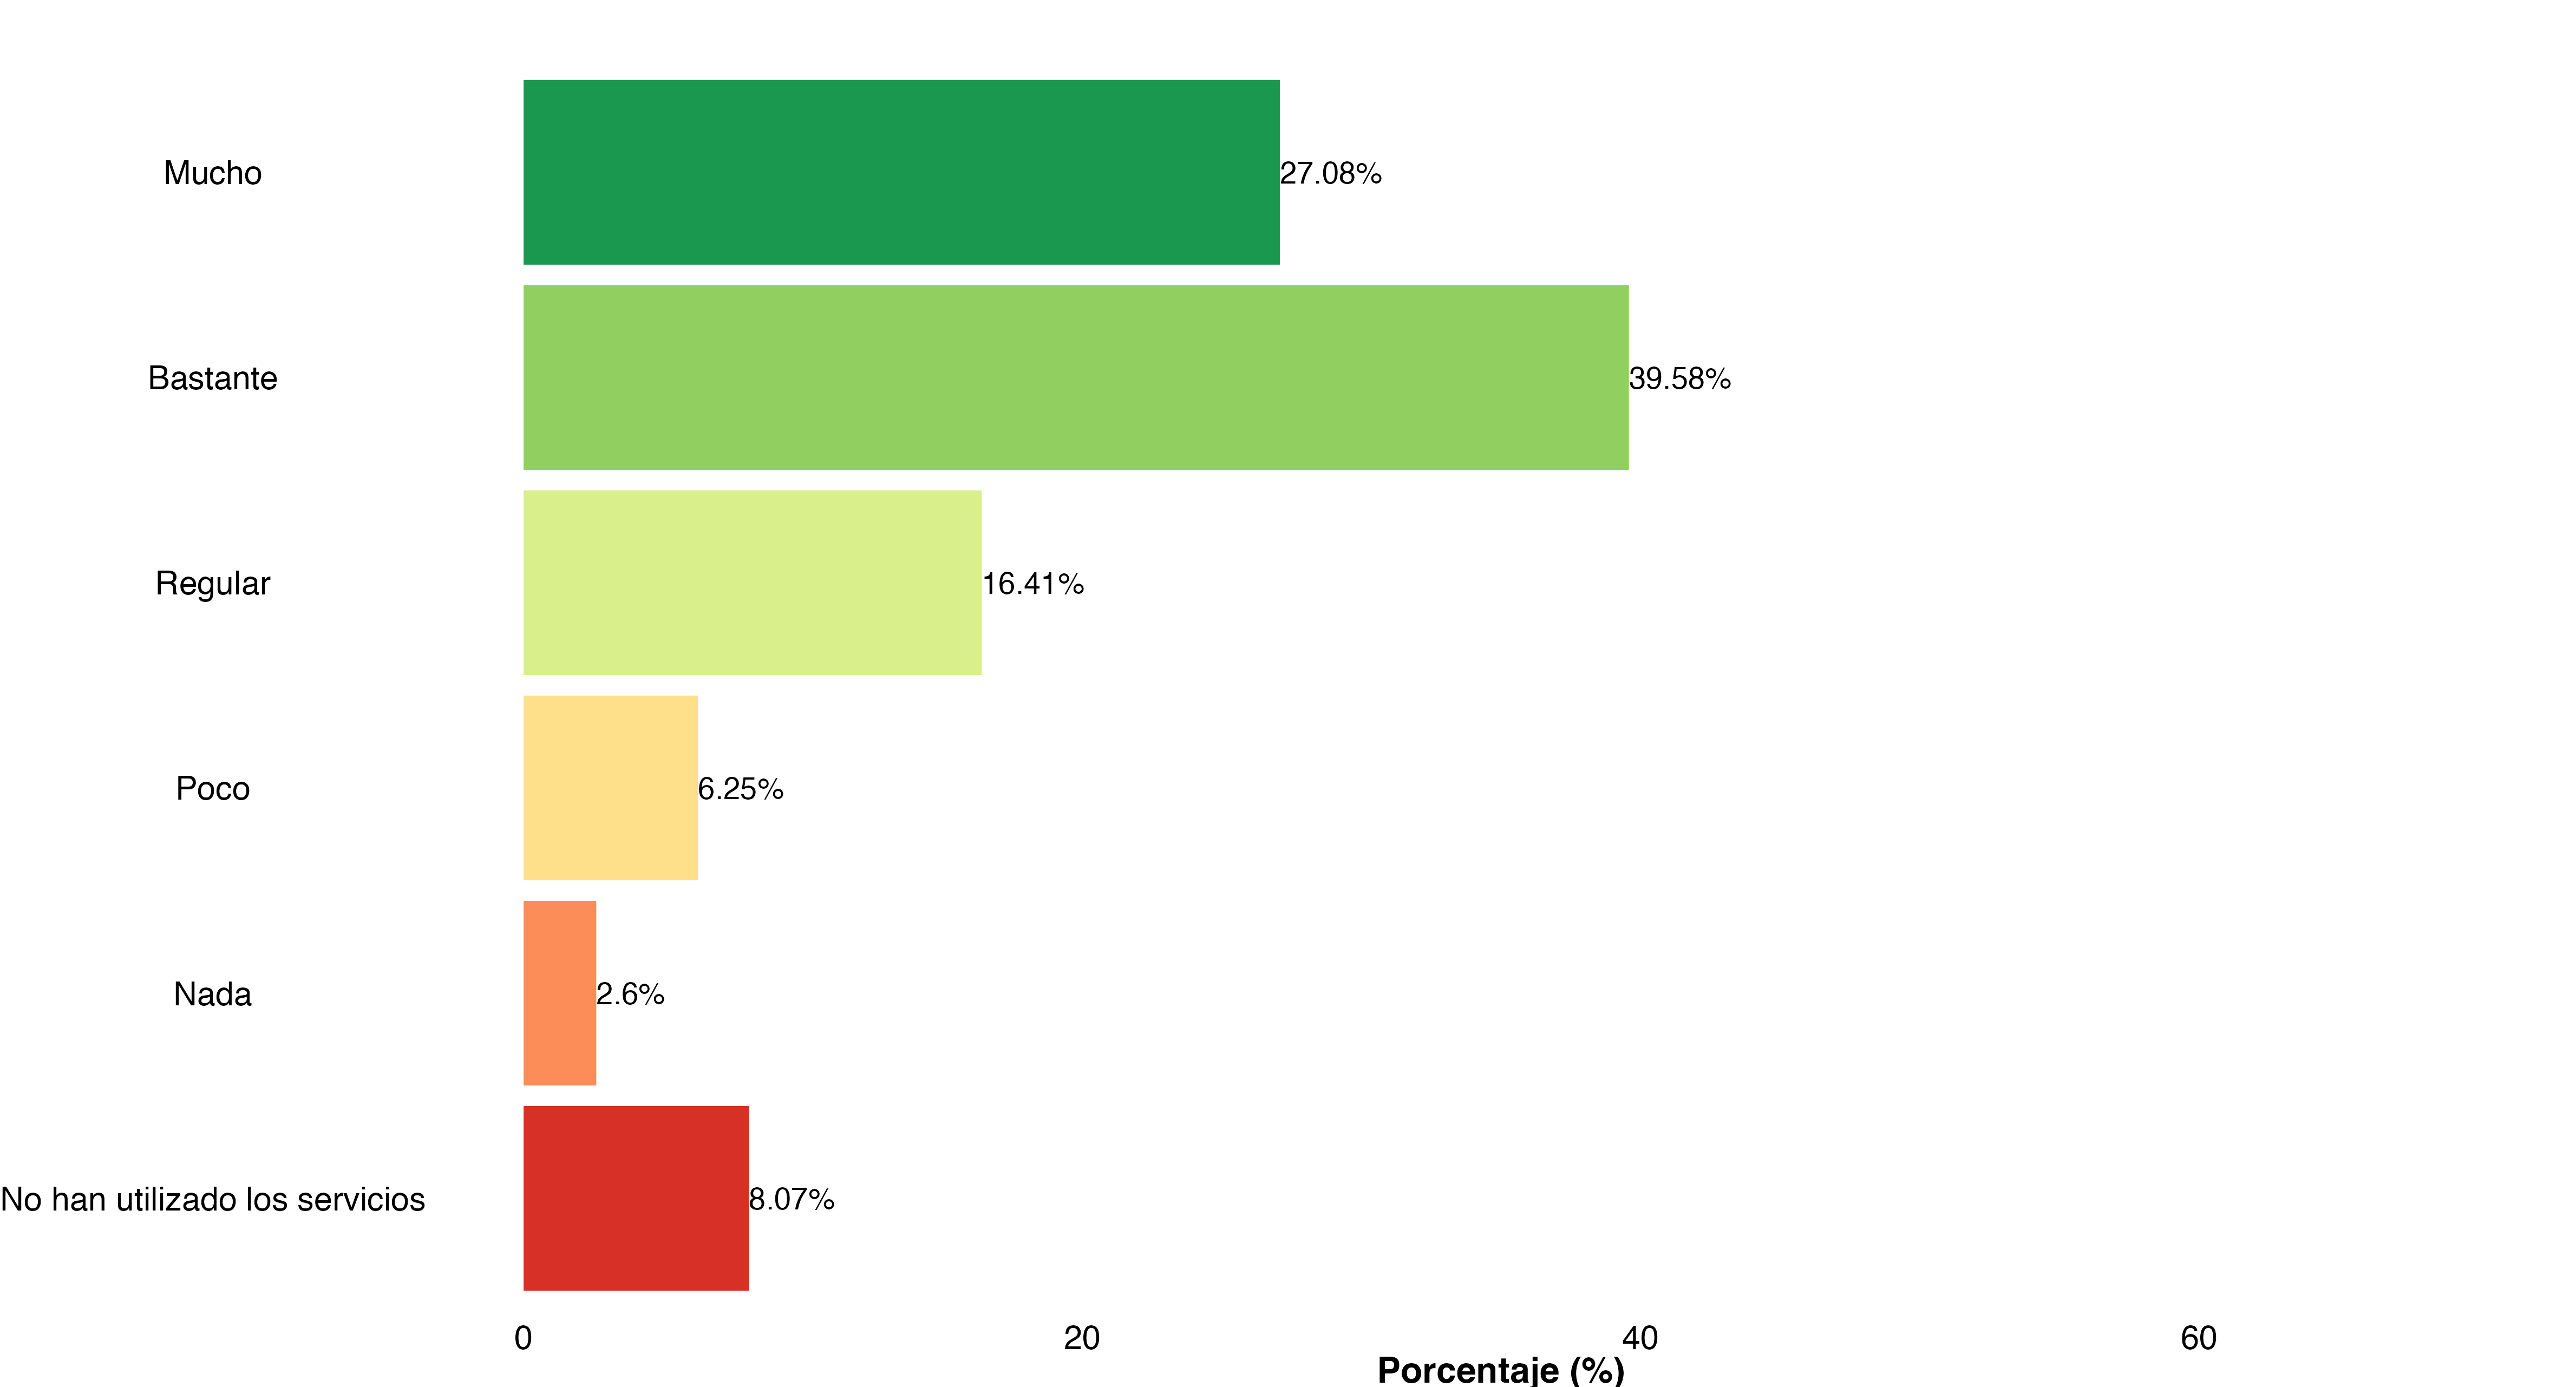 Mucho 27.08%
Bastante 39.58%
Regular 16.41%
Poco 6.25%
Nada 2.6%
No han utilizado los servicios 8.07%
0 20 40 60
Porcentaje (%)